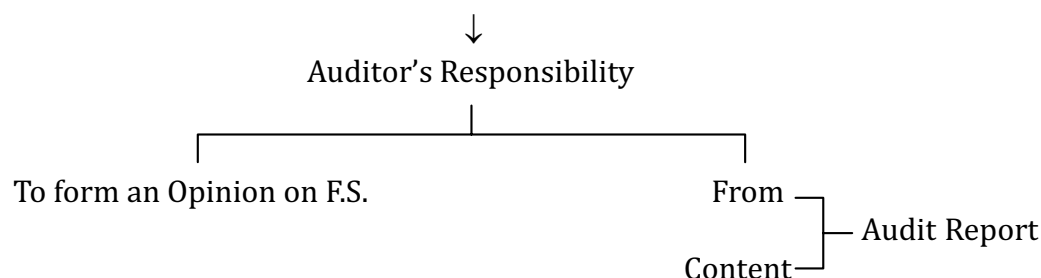 Auditor’s Responsibility
To form an Opinion on F.S.
From
Audit Report
Content